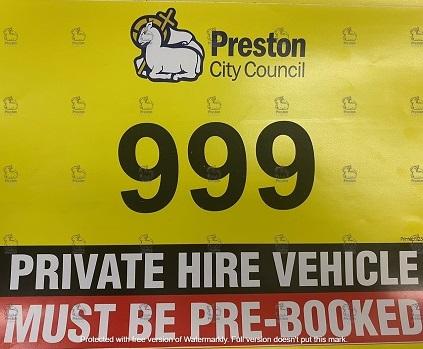 Preston
City Council
999
PRIVATE HIRE VEHICLE
MUST BE PRE-BOOKED
Protected with free version of Watermarkly. Full version doesn't put this mark.